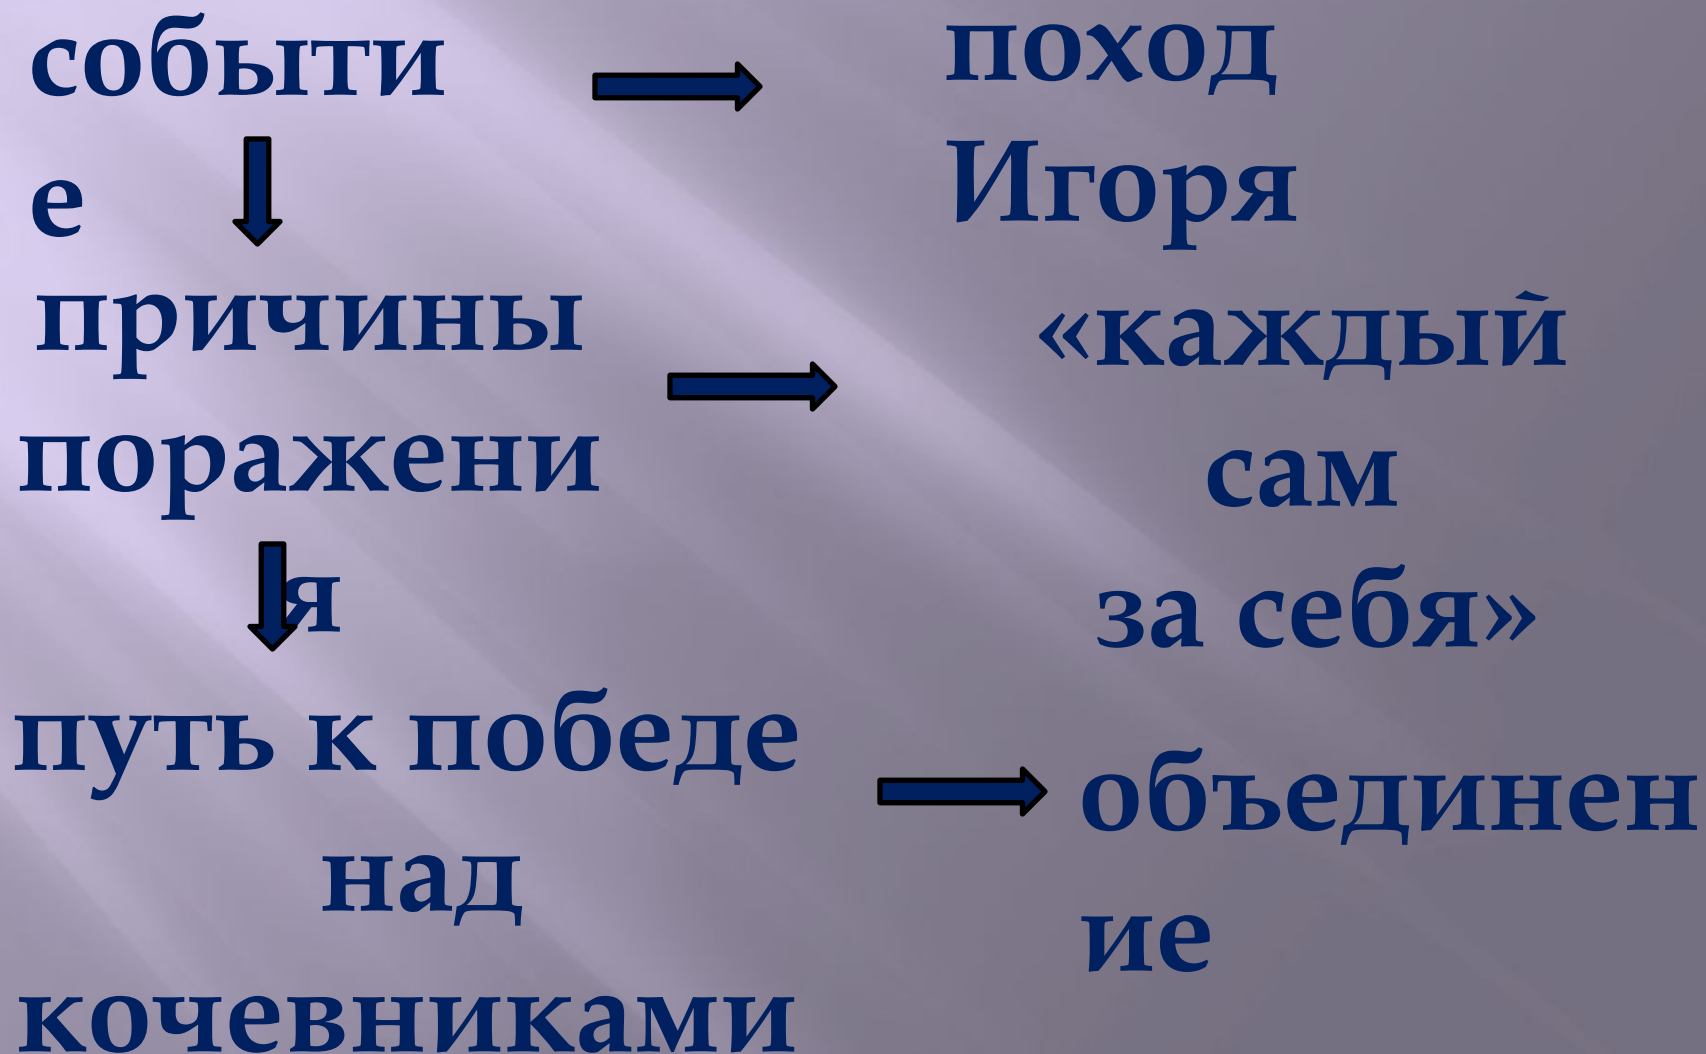 событи
е
поход
Игоря
причины
поражени
я
«каждый
сам
за себя»
путь к победе
над
кочевниками
объединен
ие